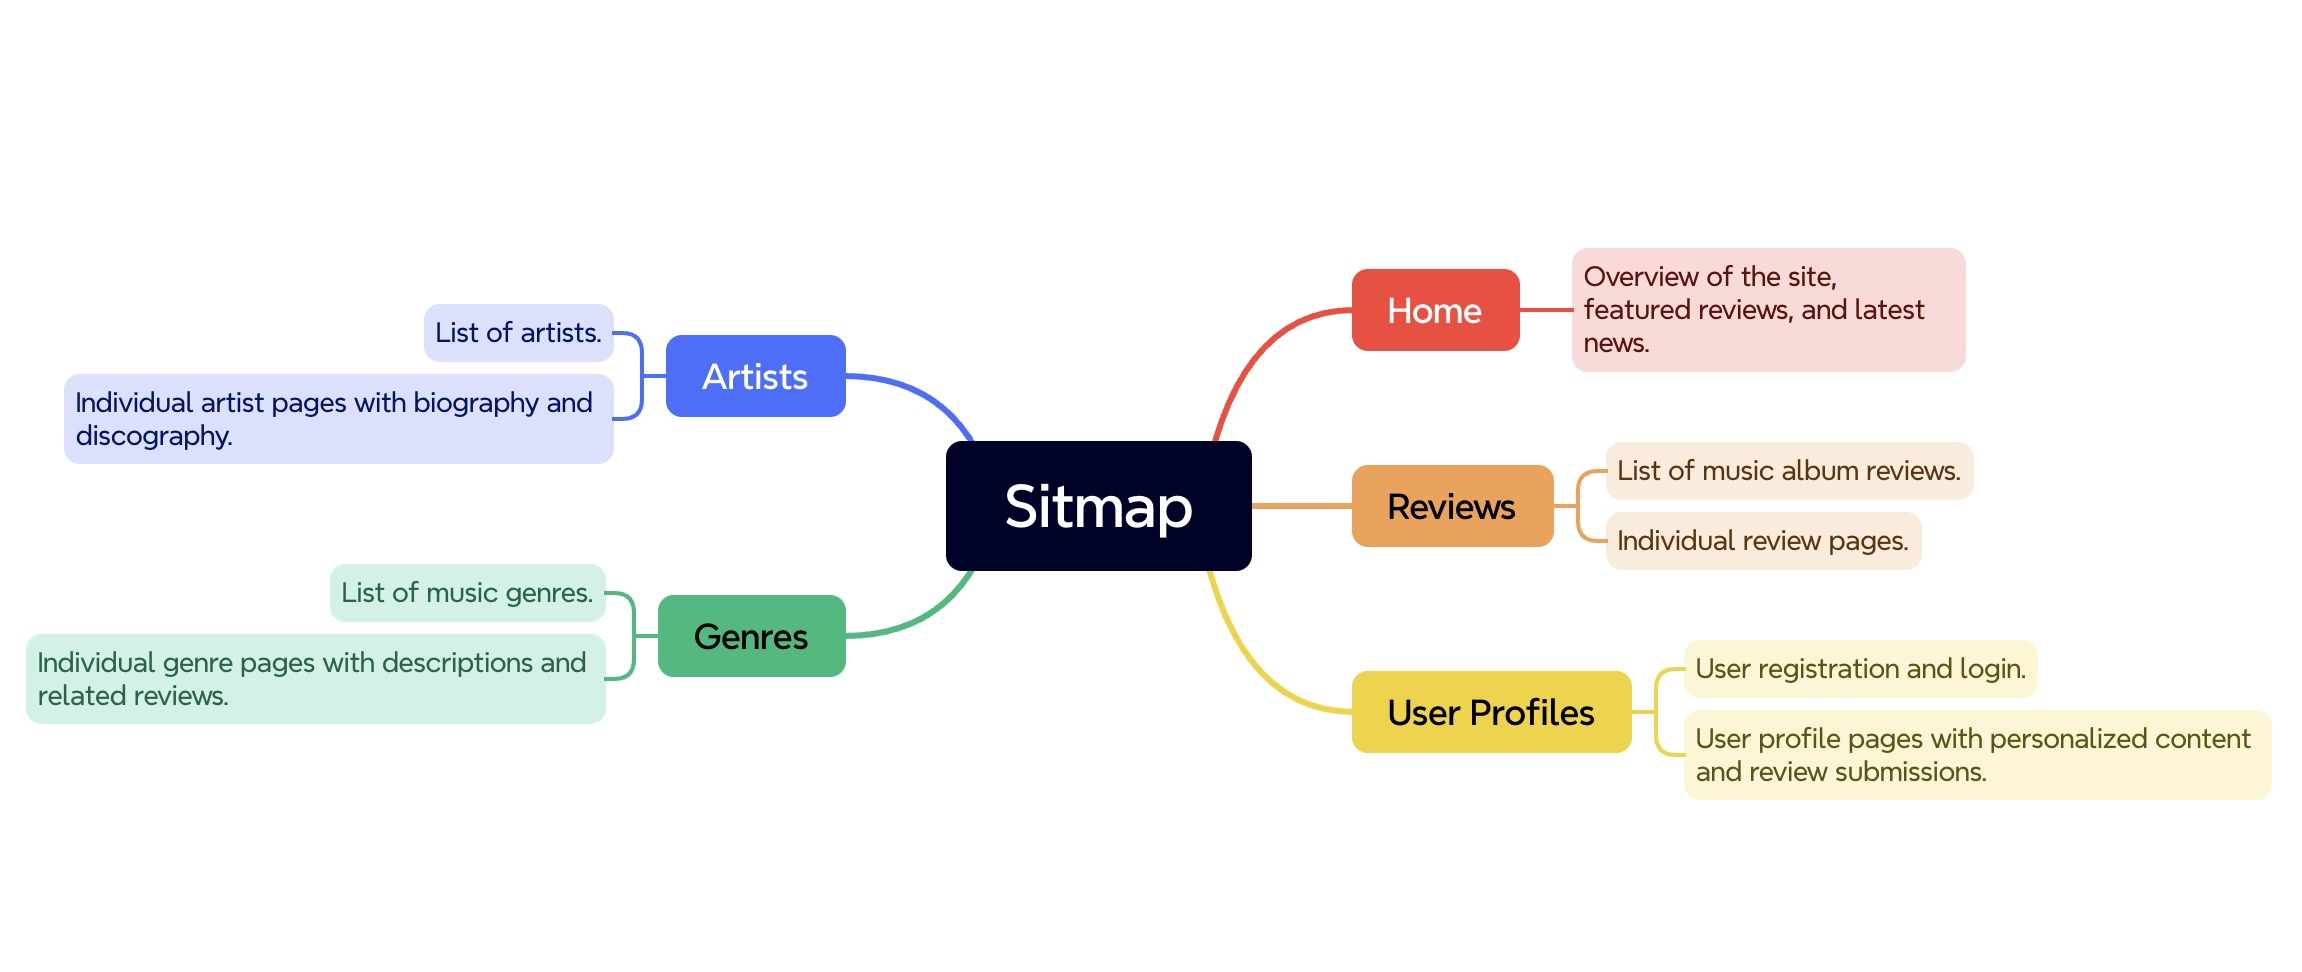 Sitmap
Home
Overview of the site,
featured reviews, and latest
news.
Reviews
List of music album reviews.
Individual review pages.
User Profiles
User registration and login.
User profile pages with personalized content
and review submissions.
Artists
List of artists.
Individual artist pages with biography and
discography.
Genres
List of music genres.
Individual genre pages with descriptions and
related reviews.